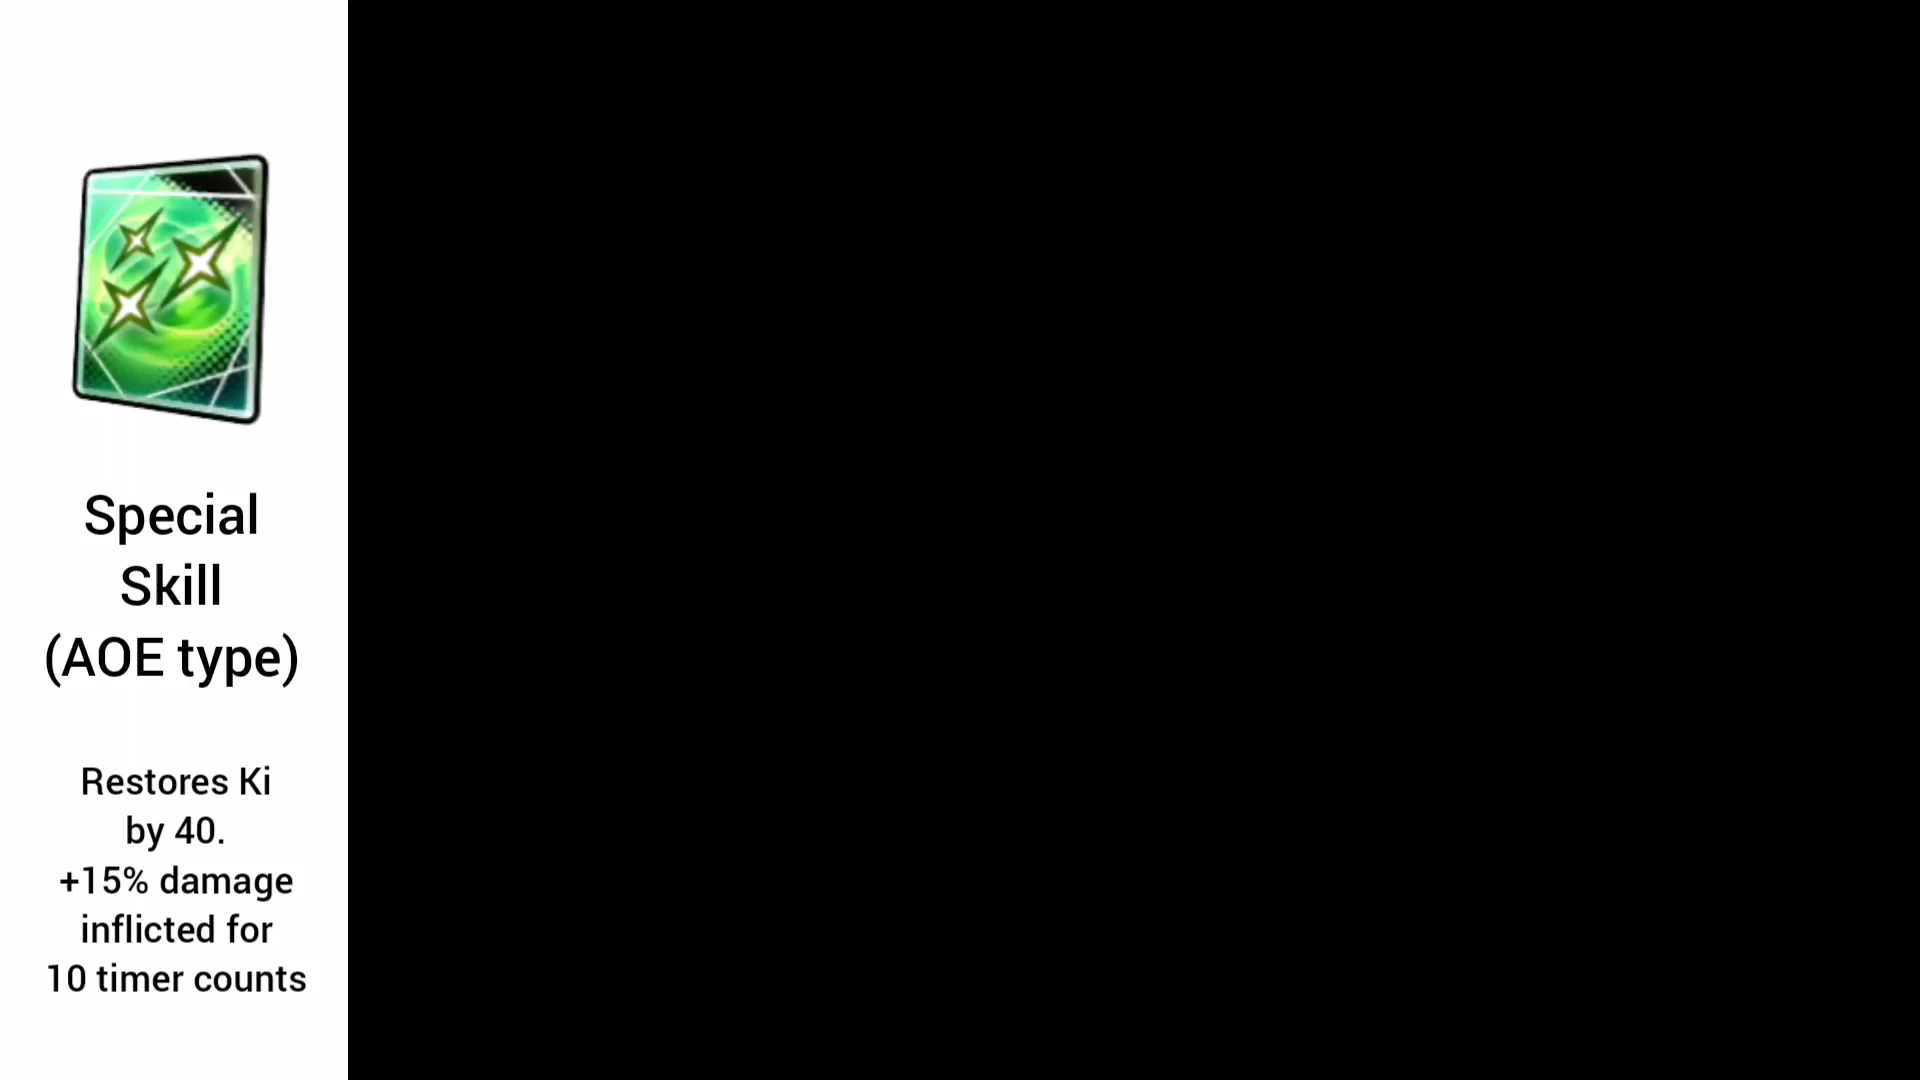 Special
Skill
(AOE type)
Restores Ki
by 40.
+15% damage
inflicted for
10 timer counts